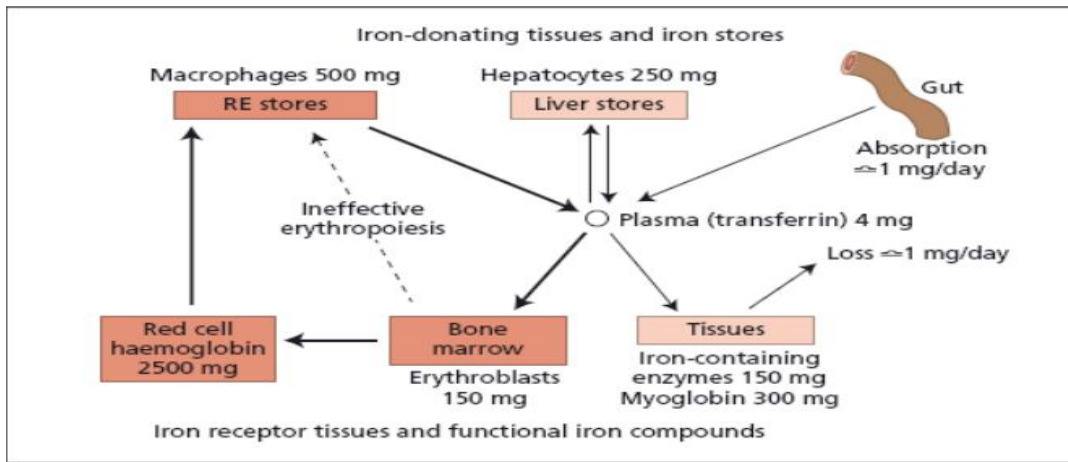 Iron-donating tissues and iron stores
Macrophages 500 mg
RE stores
Hepatocytes 250 mg
Liver stores
Gut
Absorption
≏1 mg/day
Ineffective
erythropoiesis
Plasma (transferrin) 4 mg
Loss ≏1 mg/day
Red cell
haemoglobin
2500 mg
Bone
marrow
Erythroblasts
150 mg
Tissues
Iron-containing
enzymes 150 mg
Myoglobin 300 mg
Iron receptor tissues and functional iron compounds